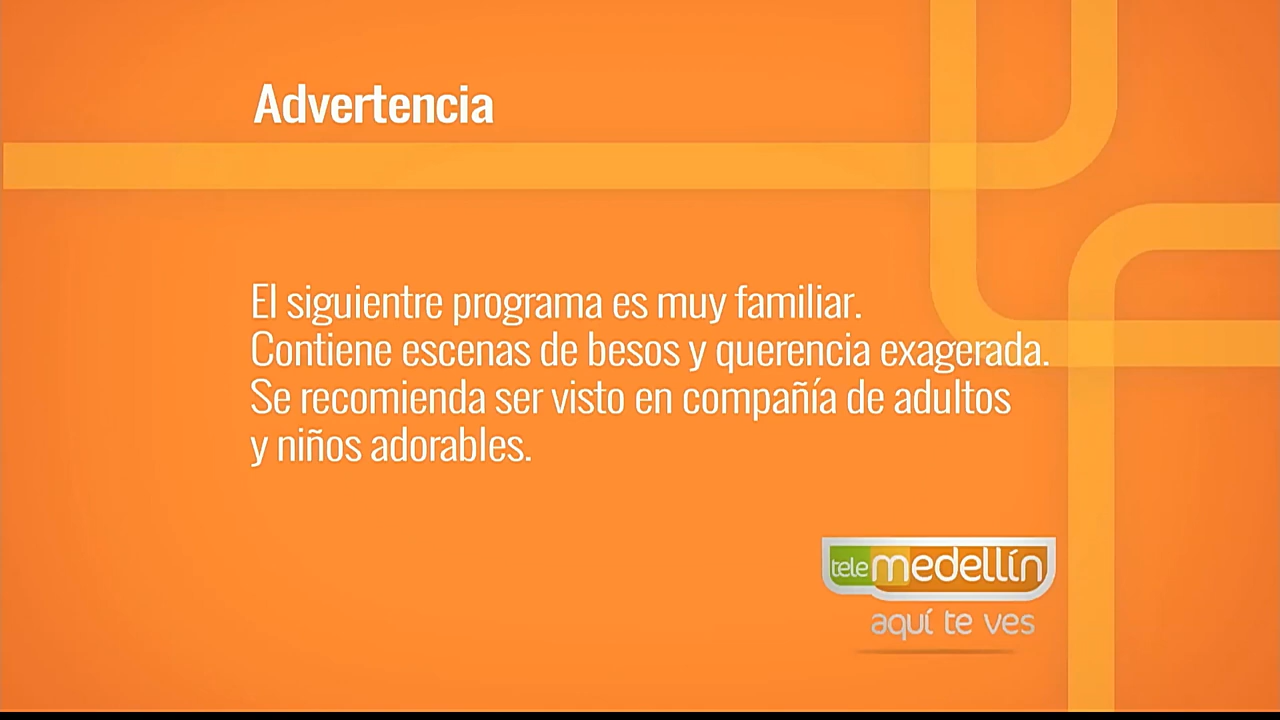 Advertencia
El siguientre programa es muy familiar.
Contiene escenas de besos y querencia exagerada.
Se recomienda ser visto en compañía de adultos
y niños adorables.
tele medellín
aquí te ves